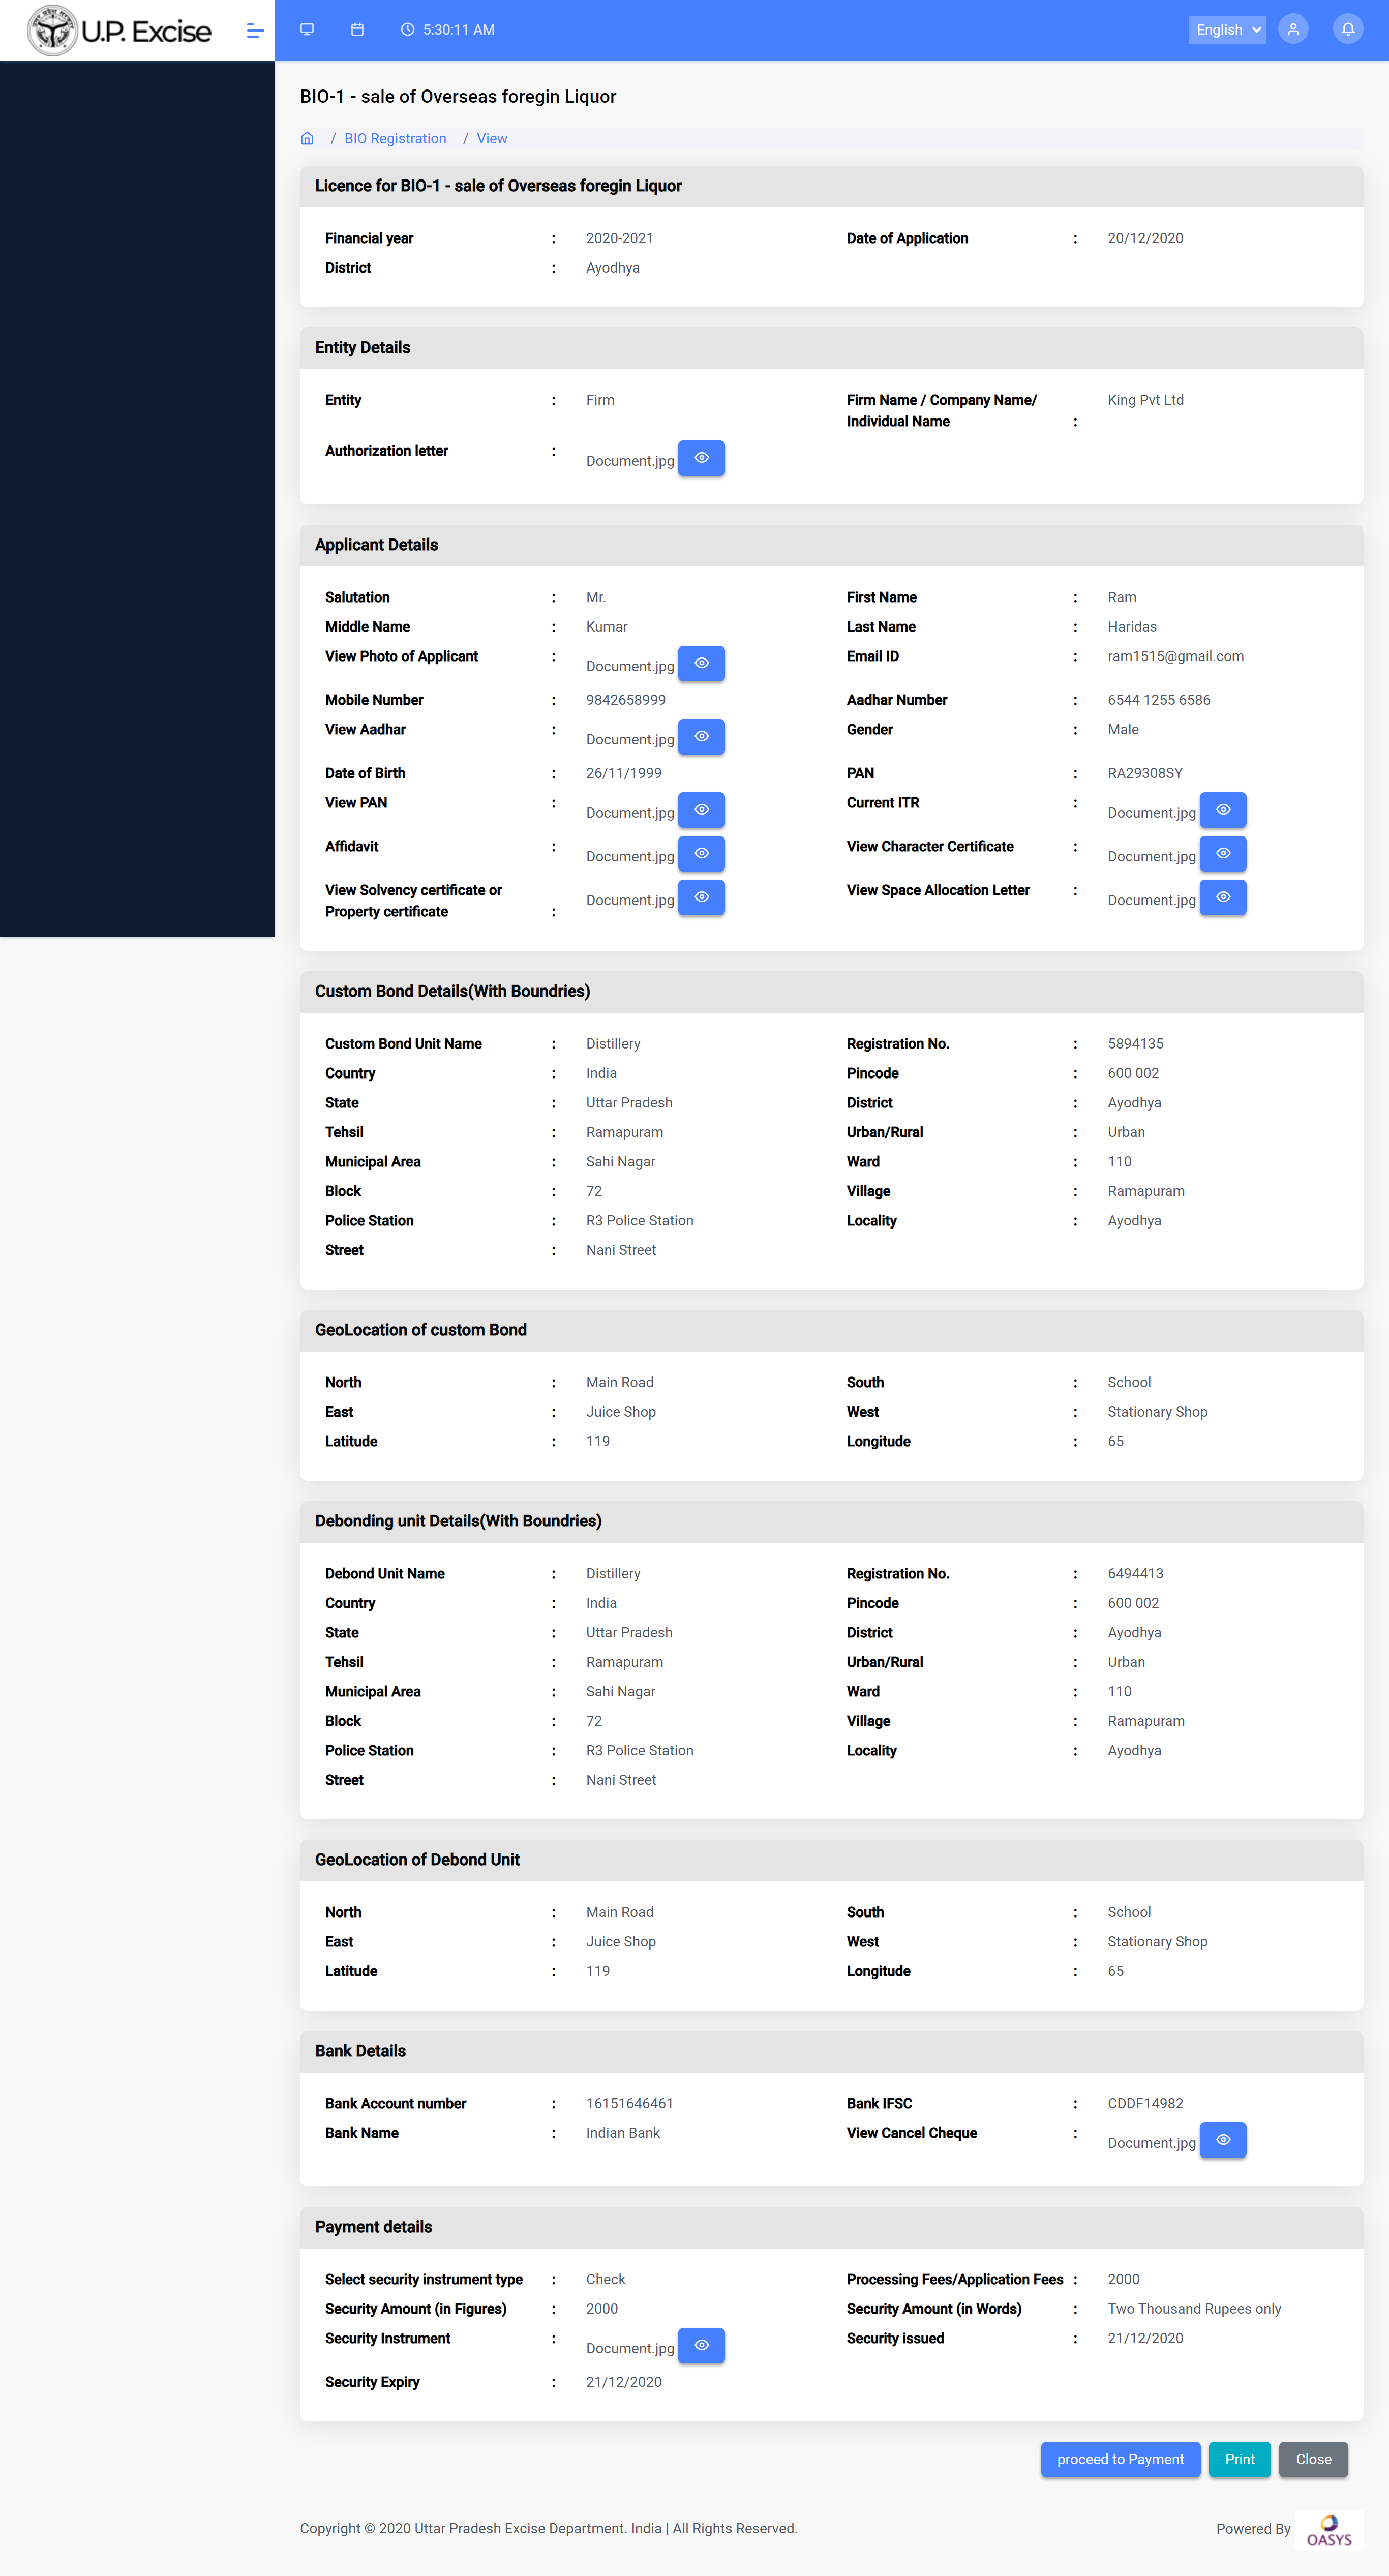 U.P. Excise
5:30:11 AM
English
BIO-1 - sale of Overseas foregin Liquor
/ BIO Registration / View
Licence for BIO-1 - sale of Overseas foregin Liquor
Financial year : 2020-2021 Date of Application : 20/12/2020
District : Ayodhya
Entity Details
Entity : Firm Firm Name / Company Name/ Individual Name : King Pvt Ltd
Authorization letter : Document.jpg
Applicant Details
Salutation : Mr. First Name : Ram
Middle Name : Kumar Last Name : Haridas
View Photo of Applicant : Document.jpg Email ID : ram1515@gmail.com
Mobile Number : 9842658999 Aadhar Number : 6544 1255 6586
View Aadhar : Document.jpg Gender : Male
Date of Birth : 26/11/1999 PAN : RA29308SY
View PAN : Document.jpg Current ITR : Document.jpg
Affidavit : Document.jpg View Character Certificate : Document.jpg
View Solvency certificate or Property certificate : Document.jpg View Space Allocation Letter : Document.jpg
Custom Bond Details(With Boundries)
Custom Bond Unit Name : Distillery Registration No. : 5894135
Country : India Pincode : 600 002
State : Uttar Pradesh District : Ayodhya
Tehsil : Ramapuram Urban/Rural : Urban
Municipal Area : Sahi Nagar Ward : 110
Block : 72 Village : Ramapuram
Police Station : R3 Police Station Locality : Ayodhya
Street : Nani Street
GeoLocation of custom Bond
North : Main Road South : School
East : Juice Shop West : Stationary Shop
Latitude : 119 Longitude : 65
Debonding unit Details(With Boundries)
Debond Unit Name : Distillery Registration No. : 6494413
Country : India Pincode : 600 002
State : Uttar Pradesh District : Ayodhya
Tehsil : Ramapuram Urban/Rural : Urban
Municipal Area : Sahi Nagar Ward : 110
Block : 72 Village : Ramapuram
Police Station : R3 Police Station Locality : Ayodhya
Street : Nani Street
GeoLocation of Debond Unit
North : Main Road South : School
East : Juice Shop West : Stationary Shop
Latitude : 119 Longitude : 65
Bank Details
Bank Account number : 16151646461 Bank IFSC : CDDF14982
Bank Name : Indian Bank View Cancel Cheque : Document.jpg
Payment details
Select security instrument type : Check Processing Fees/Application Fees : 2000
Security Amount (in Figures) : 2000 Security Amount (in Words) : Two Thousand Rupees only
Security Instrument : Document.jpg Security issued : 21/12/2020
Security Expiry : 21/12/2020
proceed to Payment Print Close
Copyright © 2020 Uttar Pradesh Excise Department. India | All Rights Reserved. Powered By OASYS